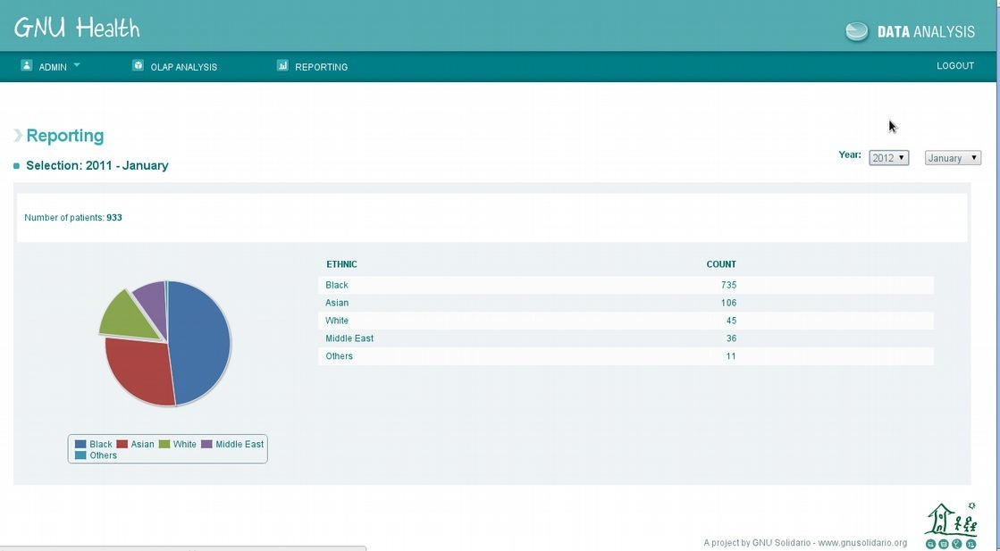 GNU Health
DATA ANALYSIS
ADMIN
OLAP ANALYSIS
REPORTING
LOGOUT
Reporting
Year: 2012 January
Selection: 2011 - January
Number of patients: 933
ETHNIC COUNT
Black 735
Asian 106
White 45
Middle East 36
Others 11
Black Asian White Middle East
Others
A project by GNU Solidario - www.gnusolidario.org